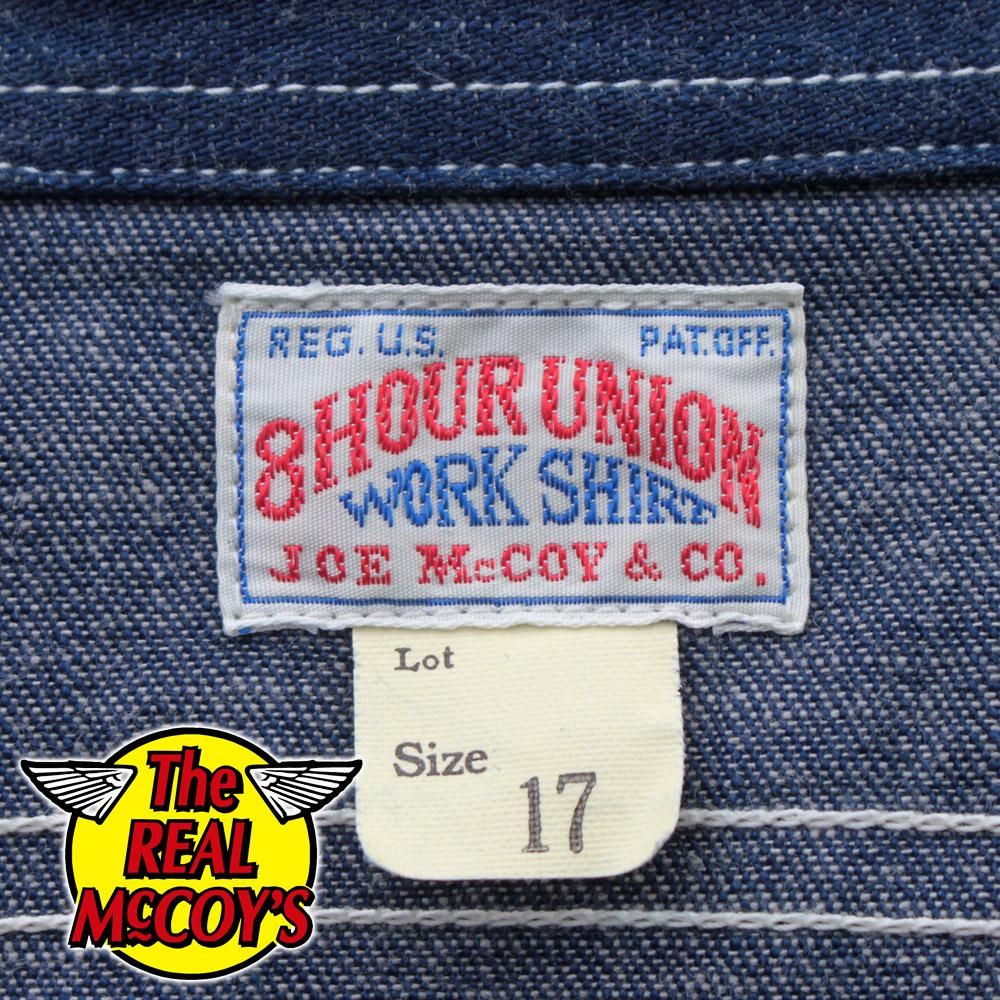 REG. U.S. PAT. OFF.
8 HOUR UNION
WORK SHIRT
JOE McCOY & CO.
Lot
Size 17
The
REAL
McCOY'S